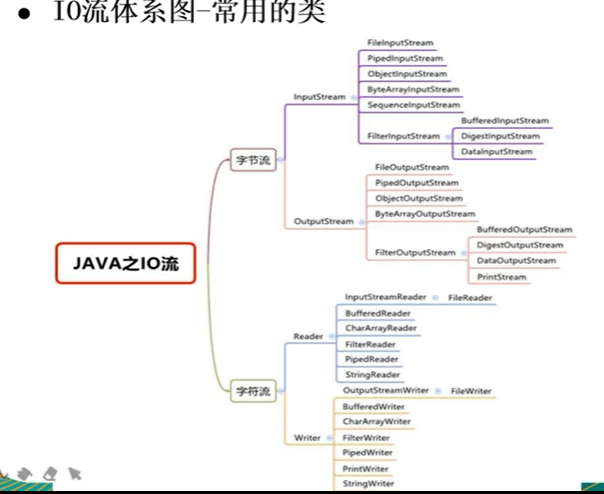 ● IO流体系图-常用的类
JAVA之IO流
字节流
InputStream
FileInputStream
PipedInputStream
ObjectInputStream
ByteArrayInputStream
SequenceInputStream
FilterInputStream
BufferedInputStream
DigestInputStream
DataInputStream
OutputStream
FileOutputStream
PipedOutputStream
ObjectOutputStream
ByteArrayOutputStream
FilterOutputStream
BufferedOutputStream
DigestOutputStream
DataOutputStream
PrintStream
字符流
Reader
InputStreamReader
FileReader
BufferedReader
CharArrayReader
FilterReader
PipedReader
StringReader
Writer
OutputStreamWriter
FileWriter
BufferedWriter
CharArrayWriter
FilterWriter
PipedWriter
PrintWriter
StringWriter